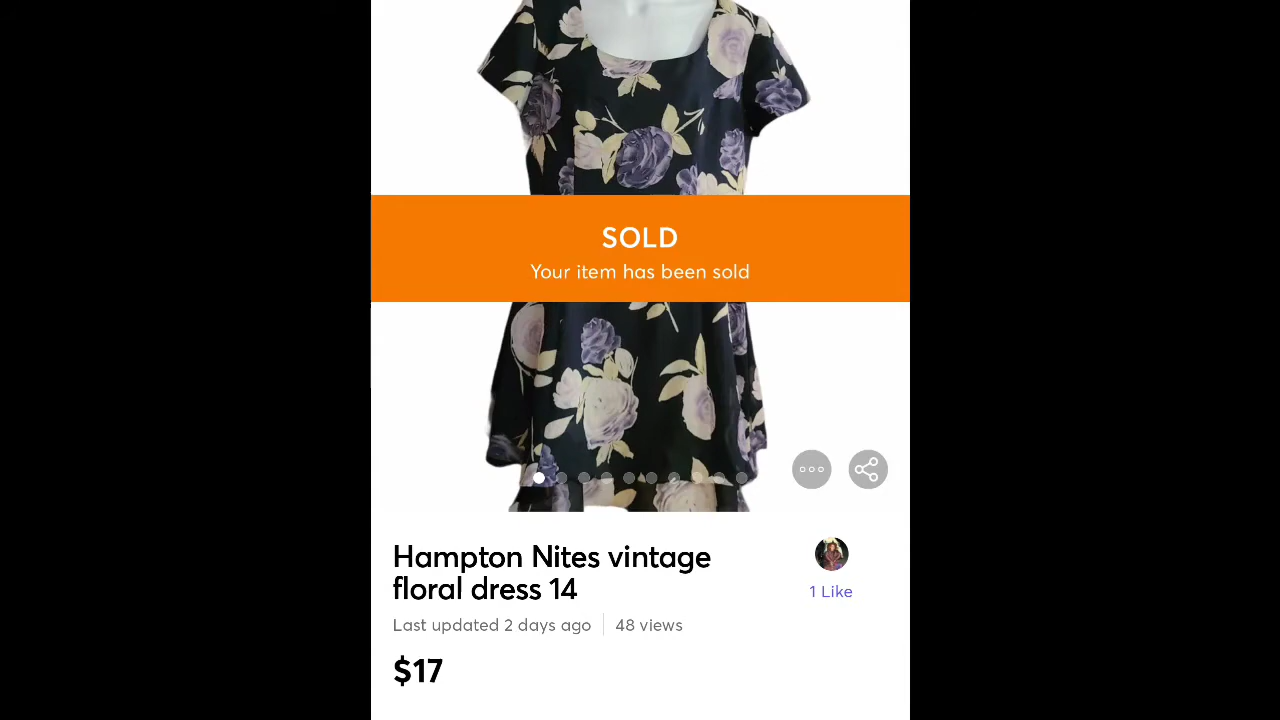 SOLD
Your item has been sold
Hampton Nites vintage
floral dress 14
1 Like
Last updated 2 days ago
48 views
$17